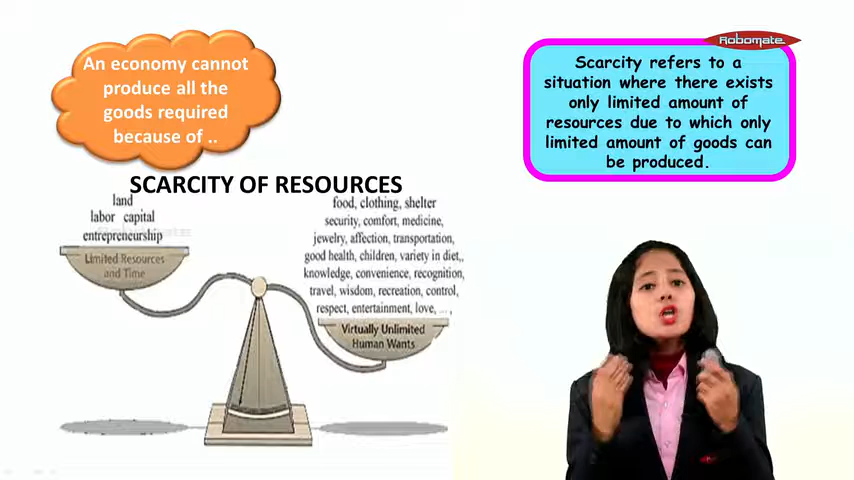 An economy cannot
produce all the
goods required
because of ..
Robomate
Scarcity refers to a
situation where there exists
only limited amount of
resources due to which only
limited amount of goods can
be produced.
SCARCITY OF RESOURCES
land
labor capital
entrepreneurship
Limited Resources
and Time
food, clothing, shelter
security, comfort, medicine,
jewelry, affection, transportation,
good health, children, variety in diet,,
knowledge, convenience, recognition,
travel, wisdom, recreation, control,
respect, entertainment, love, ... ,
Virtually Unlimited
Human Wants
Robomate